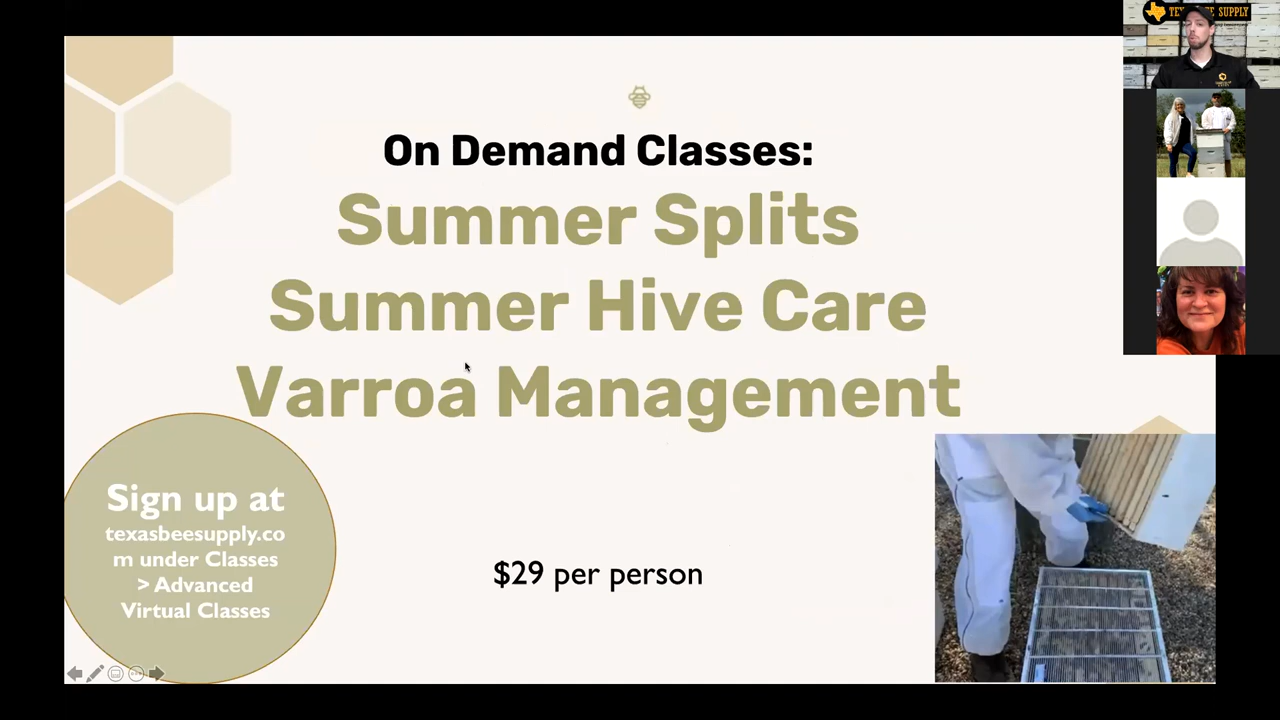 On Demand Classes:
Summer Splits
Summer Hive Care
Varroa Management
Sign up at
texasbeesupply.co
m under Classes
> Advanced
Virtual Classes
$29 per person